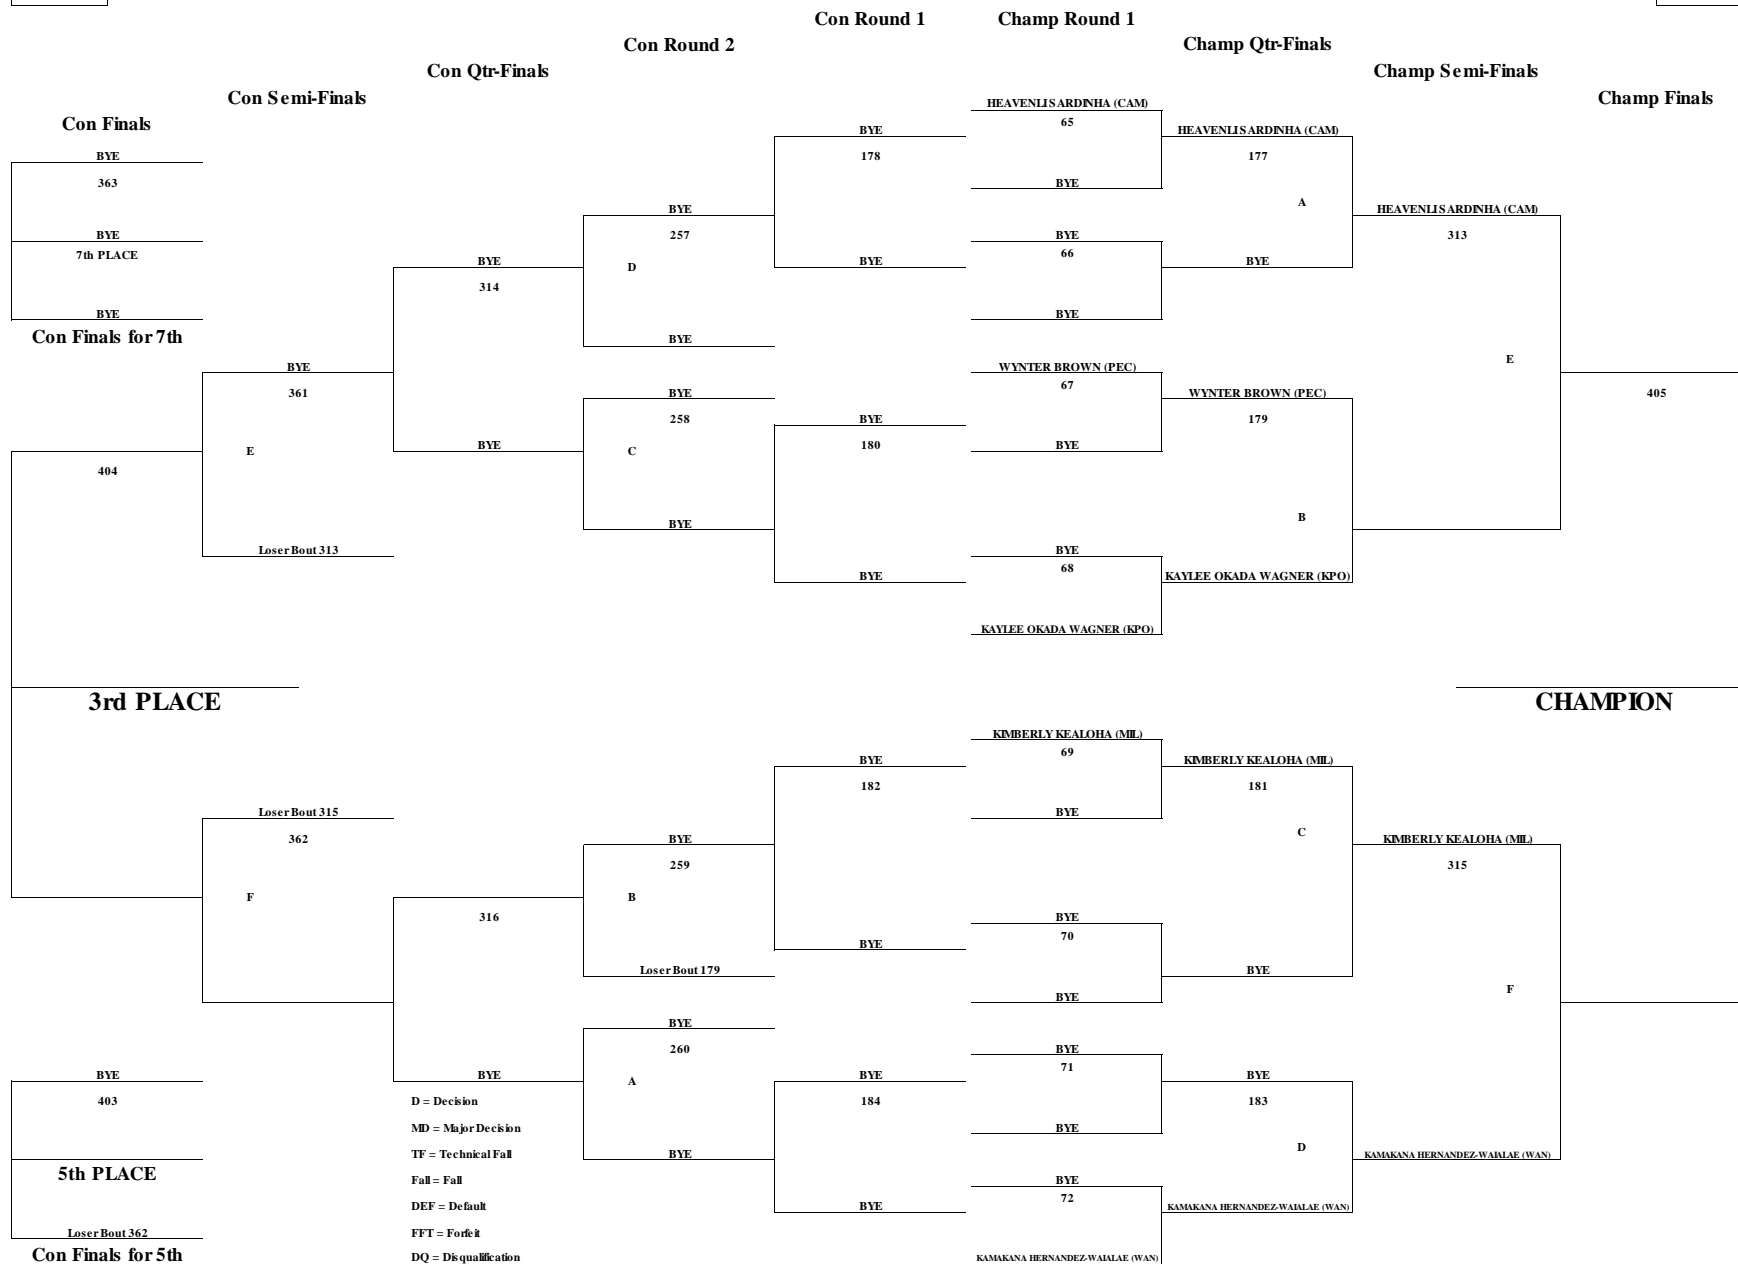 Con Round 1
Champ Round 1
Con Round 2
Champ Qtr-Finals
Con Qtr-Finals
Champ Semi-Finals
Con Semi-Finals
Champ Finals
Con Finals
HEAVENLI SARDINHA (CAM)
65
BYE
HEAVENLI SARDINHA (CAM)
BYE
178
177
363
BYE
A
BYE
HEAVENLI SARDINHA (CAM)
BYE
BYE
257
313
7th PLACE
66
BYE
D
BYE
BYE
314
BYE
BYE
Con Finals for 7th
BYE
E
BYE
WYNTER BROWN (PEC)
67
361
BYE
WYNTER BROWN (PEC)
405
258
BYE
179
BYE
180
BYE
E
C
404
B
BYE
Loser Bout 313
BYE
68
BYE
KAYLEE OKADA WAGNER (KPO)
KAYLEE OKADA WAGNER (KPO)
3rd PLACE
CHAMPION
KIMBERLY KEALOHA (MIL)
69
BYE
KIMBERLY KEALOHA (MIL)
182
181
Loser Bout 315
BYE
C
362
BYE
KIMBERLY KEALOHA (MIL)
259
315
F
B
316
BYE
70
BYE
Loser Bout 179
BYE
F
BYE
BYE
260
BYE
71
BYE
BYE
A
BYE
BYE
403
D = Decision
184
183
MD = Major Decision
BYE
D
TF = Technical Fall
BYE
KAMAKANA HERNANDEZ-WAIALAE (WAN)
5th PLACE
Fall = Fall
BYE
72
DEF = Default
BYE
KAMAKANA HERNANDEZ-WAIALAE (WAN)
Loser Bout 362
FFT = Forfeit
Con Finals for 5th
DQ = Disqualification
KAMAKANA HERNANDEZ-WAIALAE (WAN)